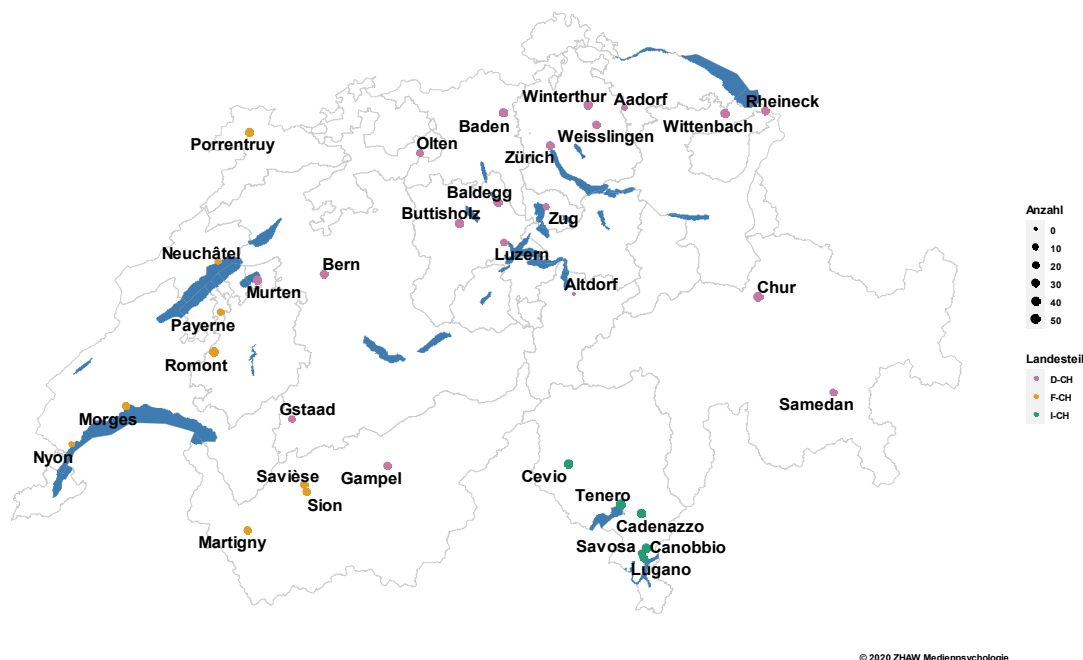 Winterthur
Aadorf
Rheineck
Baden
Wittenbach
Porrentruy
Olten
Weisslingen
Zürich
Baldegg
Buttisholz
Zug
Neuchâtel
Luzern
Bern
Murten
Altdorf
Chur
Payerne
Romont
Morges
Gstaad
Samedan
Nyon
Savièse
Gampel
Cevio
Sion
Tenero
Cadenazzo
Martigny
Savosa
Canobbio
Lugano
Anzahl
0
10
20
30
40
50
Landesteil
D-CH
F-CH
I-CH
© 2020 ZHAW Medienpsychologie